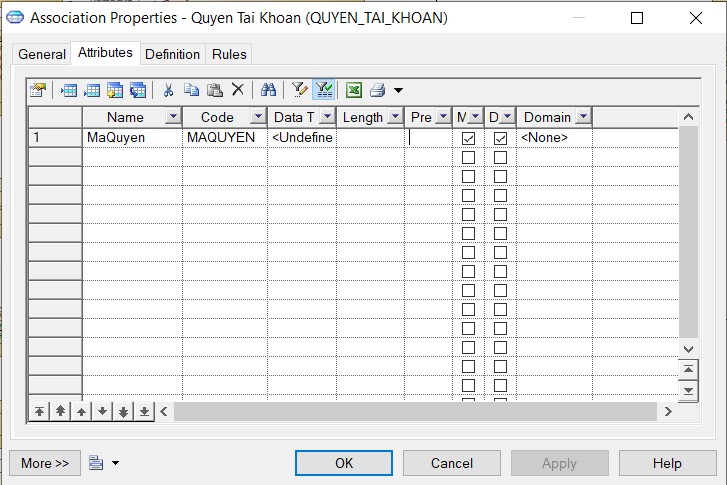 Association Properties - Quyen Tai Khoan (QUYEN_TAI_KHOAN)
General Attributes Definition Rules
Name Code Data T Length Pre M D Domain
1 MaQuyen MAQUYEN <Undefine <None>
More >> OK Cancel Apply Help